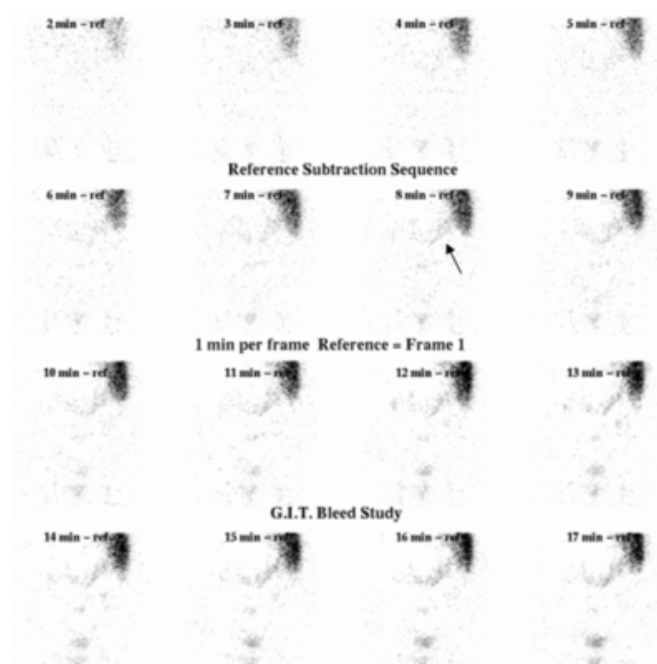 2 min – ref 3 min – ref 4 min – ref 5 min – ref
Reference Subtraction Sequence
6 min – ref 7 min – ref 8 min – ref 9 min – ref
1 min per frame Reference = Frame 1
10 min – ref 11 min – ref 12 min – ref 13 min – ref
G.I.T. Bleed Study
14 min – ref 15 min – ref 16 min – ref 17 min – ref